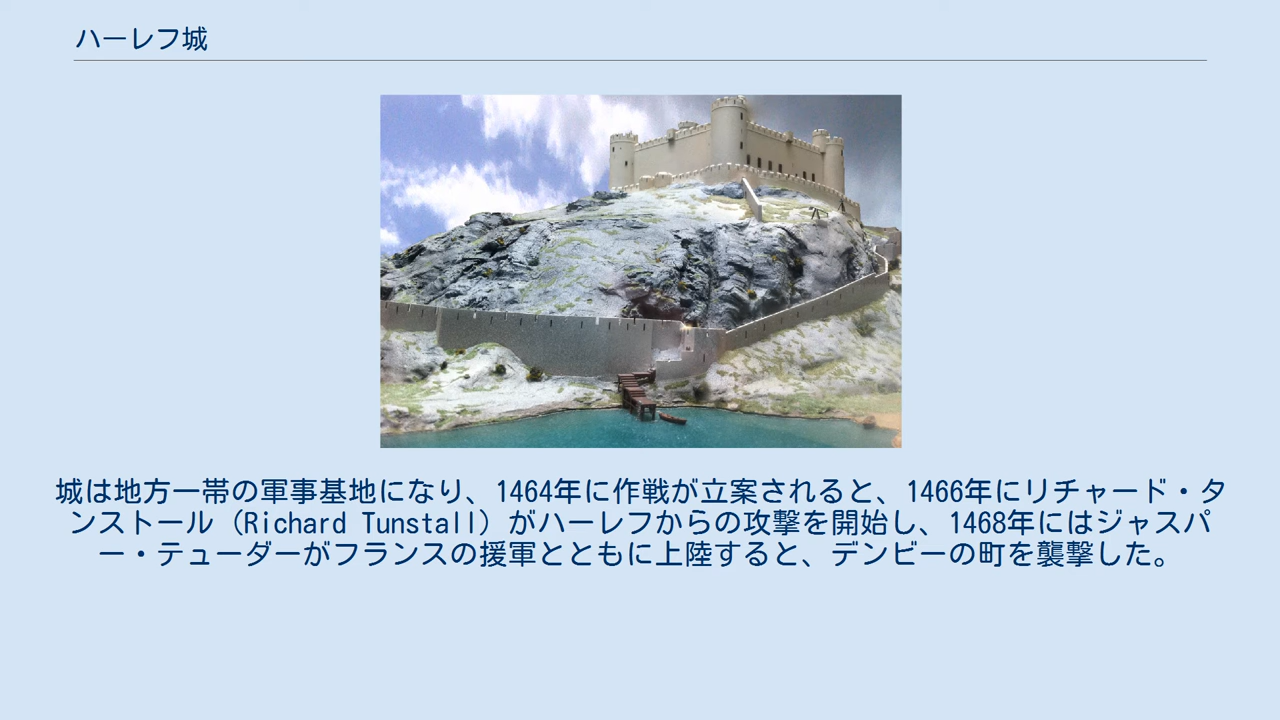 ハーレフ城
城は地方一帯の軍事基地になり、1464年に作戦が立案されると、1466年にリチャード・タ
ンストール（Richard Tunstall）がハーレフからの攻撃を開始し、1468年にはジャスパ
ー・テューダーがフランスの援軍とともに上陸すると、デンビーの町を襲撃した。